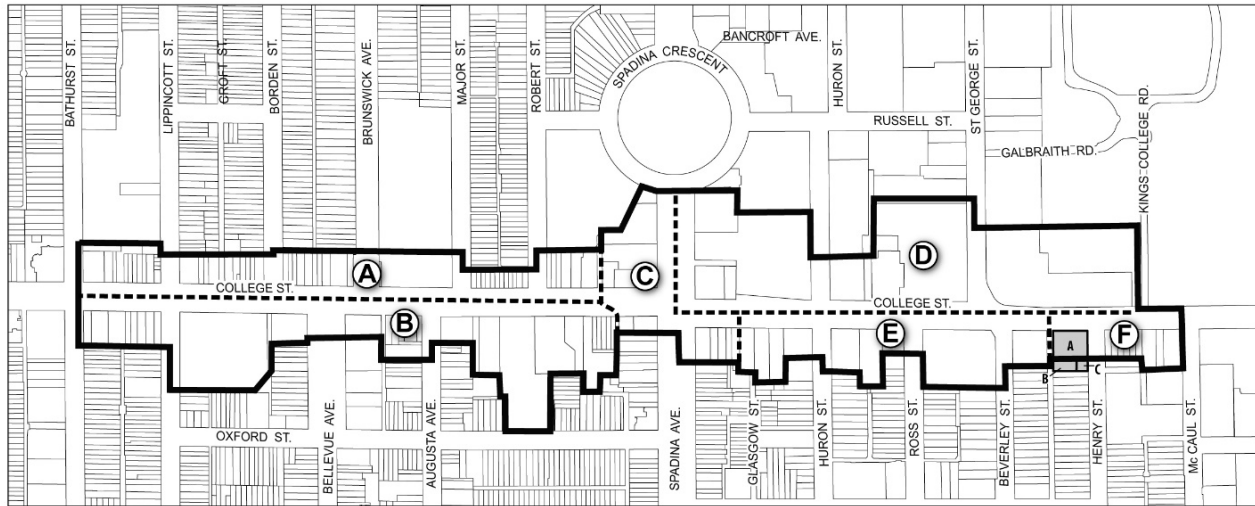 BATHURST ST.
LIPPINCOTT ST.
CROFT ST.
BORDEN ST.
BRUNSWICK AVE.
MAJOR ST.
ROBERT ST.
SPADINA CRESCENT
BANCROFT AVE.
HURON ST.
RUSSELL ST.
ST GEORGE ST.
GALBRAITH RD.
KINGS COLLEGE RD.
A
COLLEGE ST.
B
C
D
COLLEGE ST.
E
F
A
B
C
OXFORD ST.
BELLEVUE AVE.
AUGUSTA AVE.
SPADINA AVE.
GLASGOW ST.
HURON ST.
ROSS ST.
BEVERLEY ST.
HENRY ST.
Mc CAUL ST.